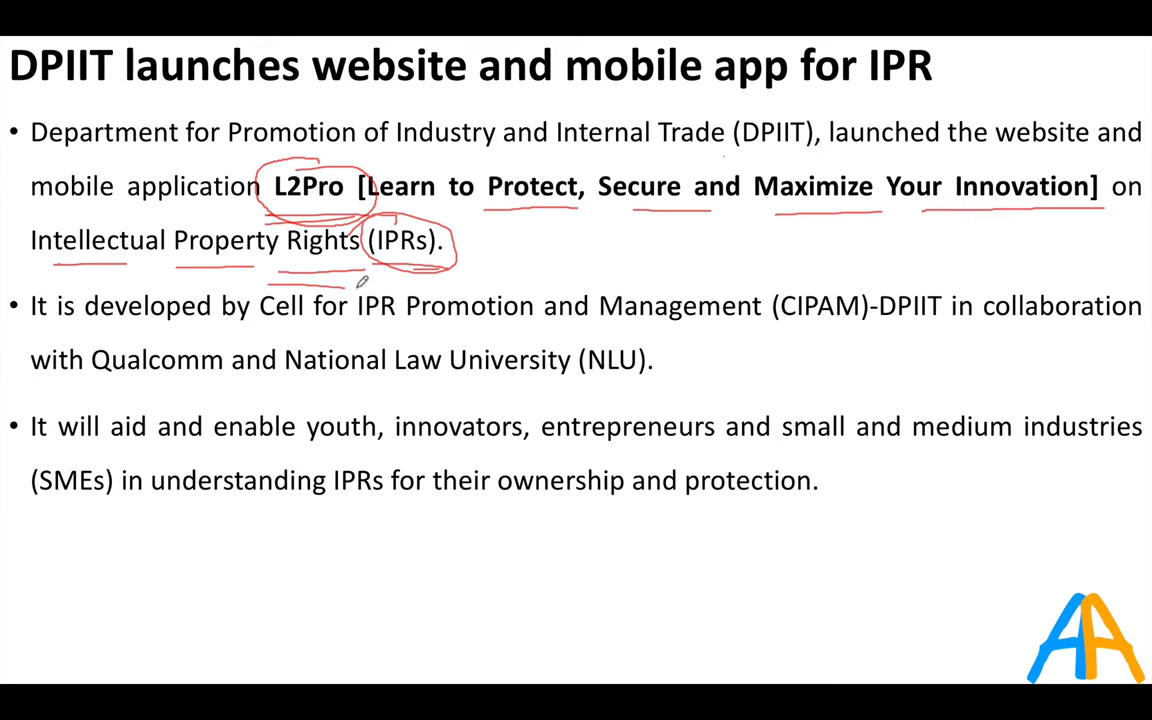 DPIIT launches website and mobile app for IPR
• Department for Promotion of Industry and Internal Trade (DPIIT), launched the website and
mobile application L2Pro [Learn to Protect, Secure and Maximize Your Innovation] on
Intellectual Property Rights (IPRs).
• It is developed by Cell for IPR Promotion and Management (CIPAM)-DPIIT in collaboration
with Qualcomm and National Law University (NLU).
• It will aid and enable youth, innovators, entrepreneurs and small and medium industries
(SMEs) in understanding IPRs for their ownership and protection.
AA